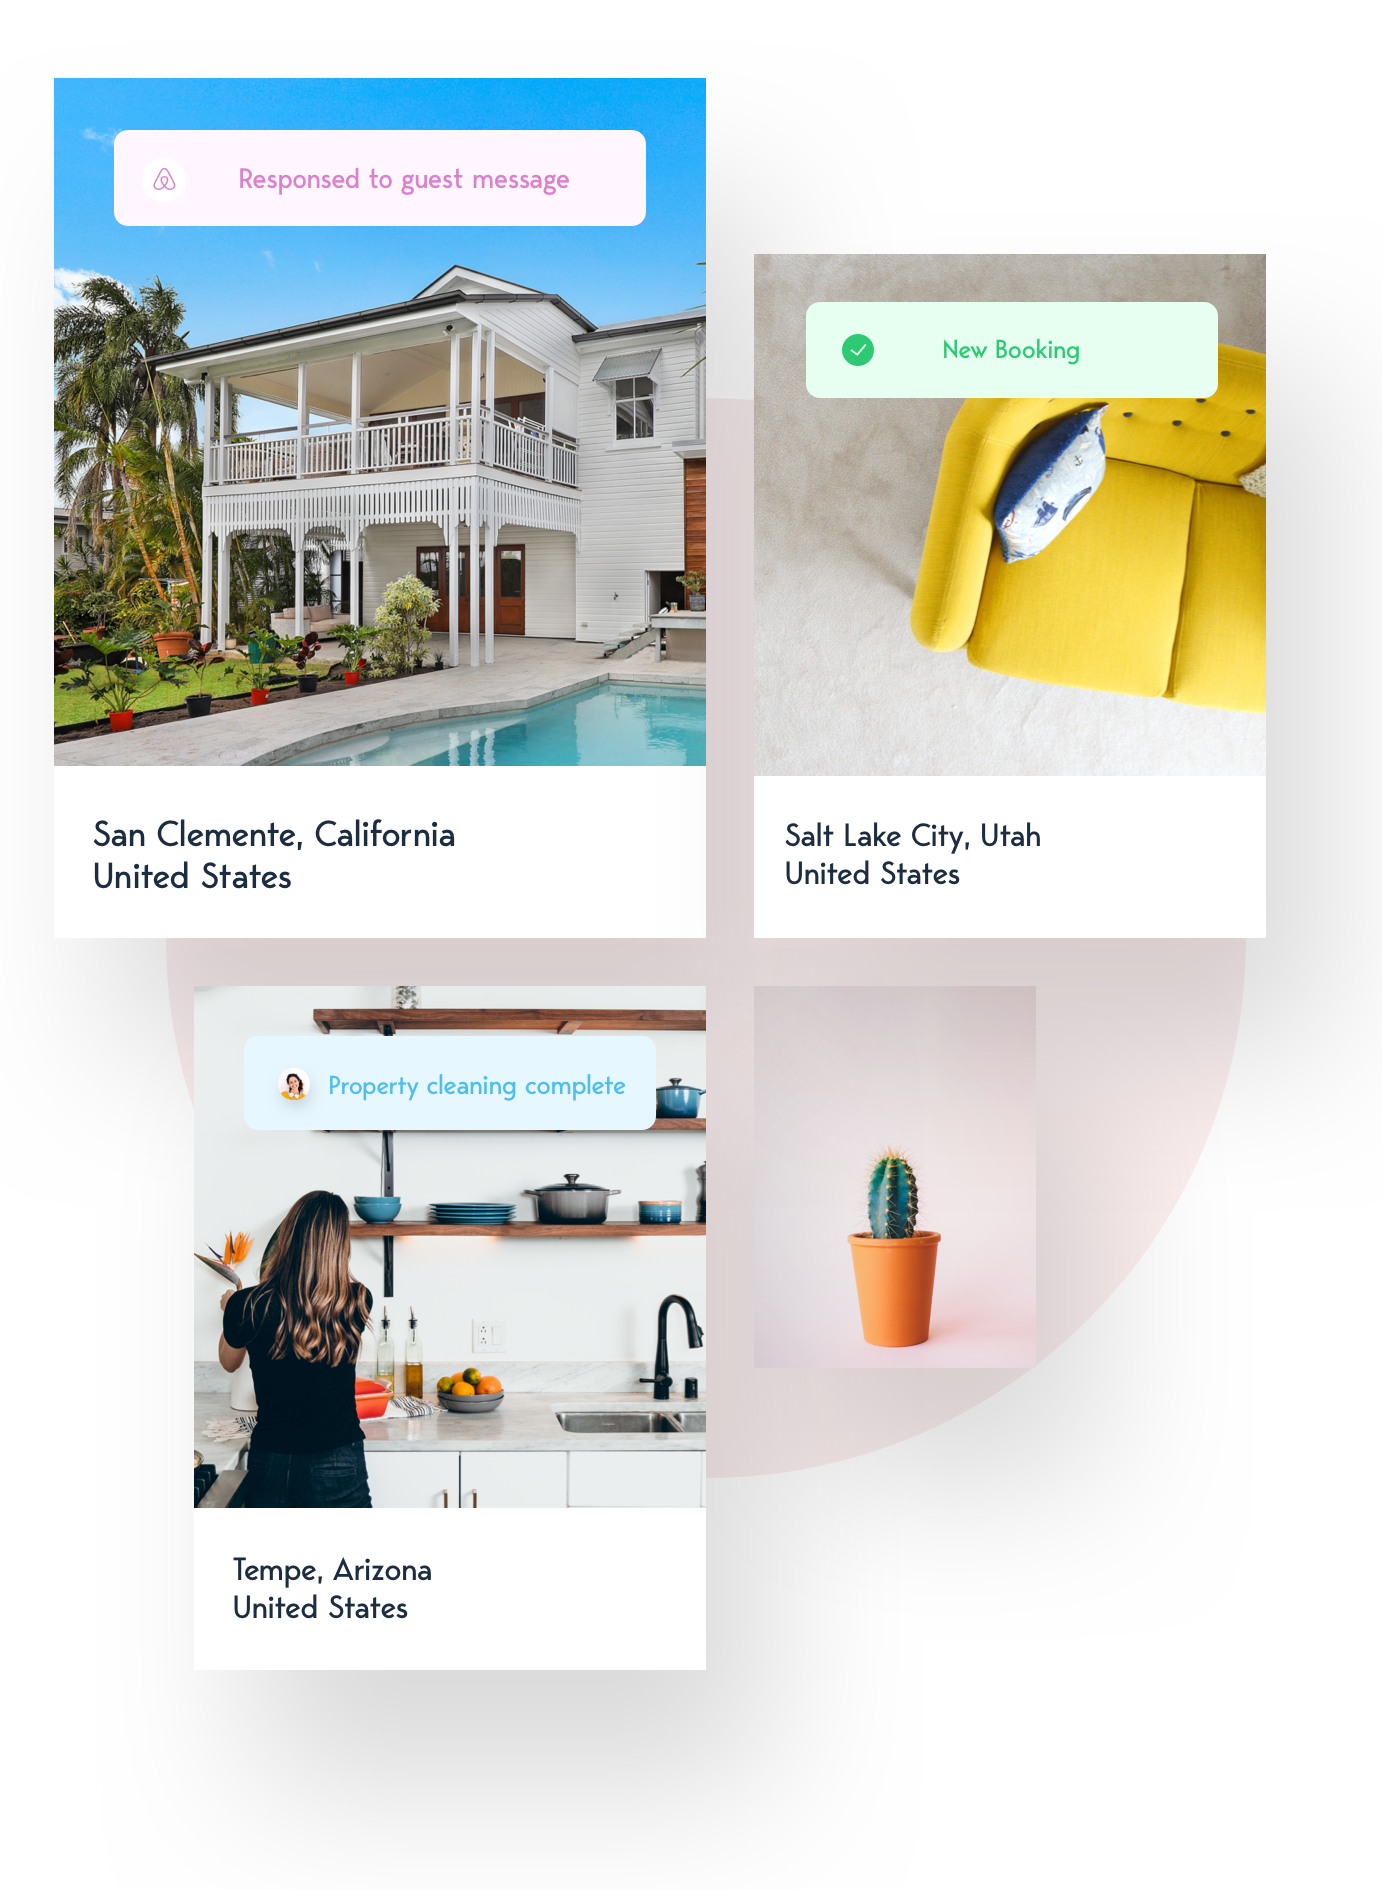 Responsed to guest message
New Booking
San Clemente, California
United States
Salt Lake City, Utah
United States
Property cleaning complete
Tempe, Arizona
United States